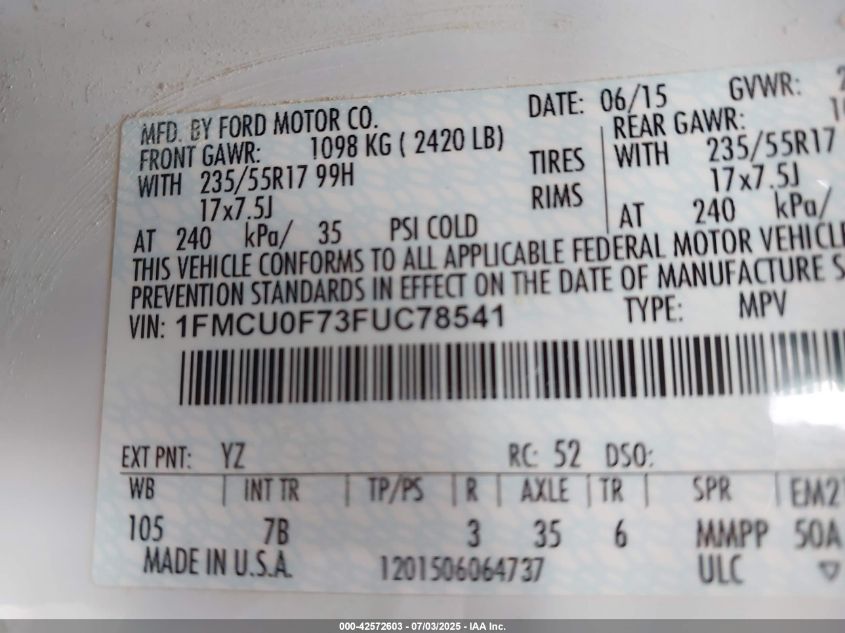 MFD. BY FORD MOTOR CO. DATE: 06/15 GVWR:
FRONT GAWR: 1098 KG ( 2420 LB) REAR GAWR:
WITH 235/55R17 99H TIRES WITH 235/55R17
17x7.5J RIMS 17x7.5J
AT 240 kPa/ 35 PSI COLD AT 240 kPa/
THIS VEHICLE CONFORMS TO ALL APPLICABLE FEDERAL MOTOR VEHICLE
PREVENTION STANDARDS IN EFFECT ON THE DATE OF MANUFACTURE S
VIN: 1FMCU0F73FUC78541 TYPE: MPV
EXT PNT: YZ RC: 52 DSO:
WB INT TR TP/PS R AXLE TR SPR EM2
105 7B 3 35 6 MMPP 50A
MADE IN U.S.A. 1201506064737 ULC
000-42572603 - 07/03/2025 - IAA Inc.